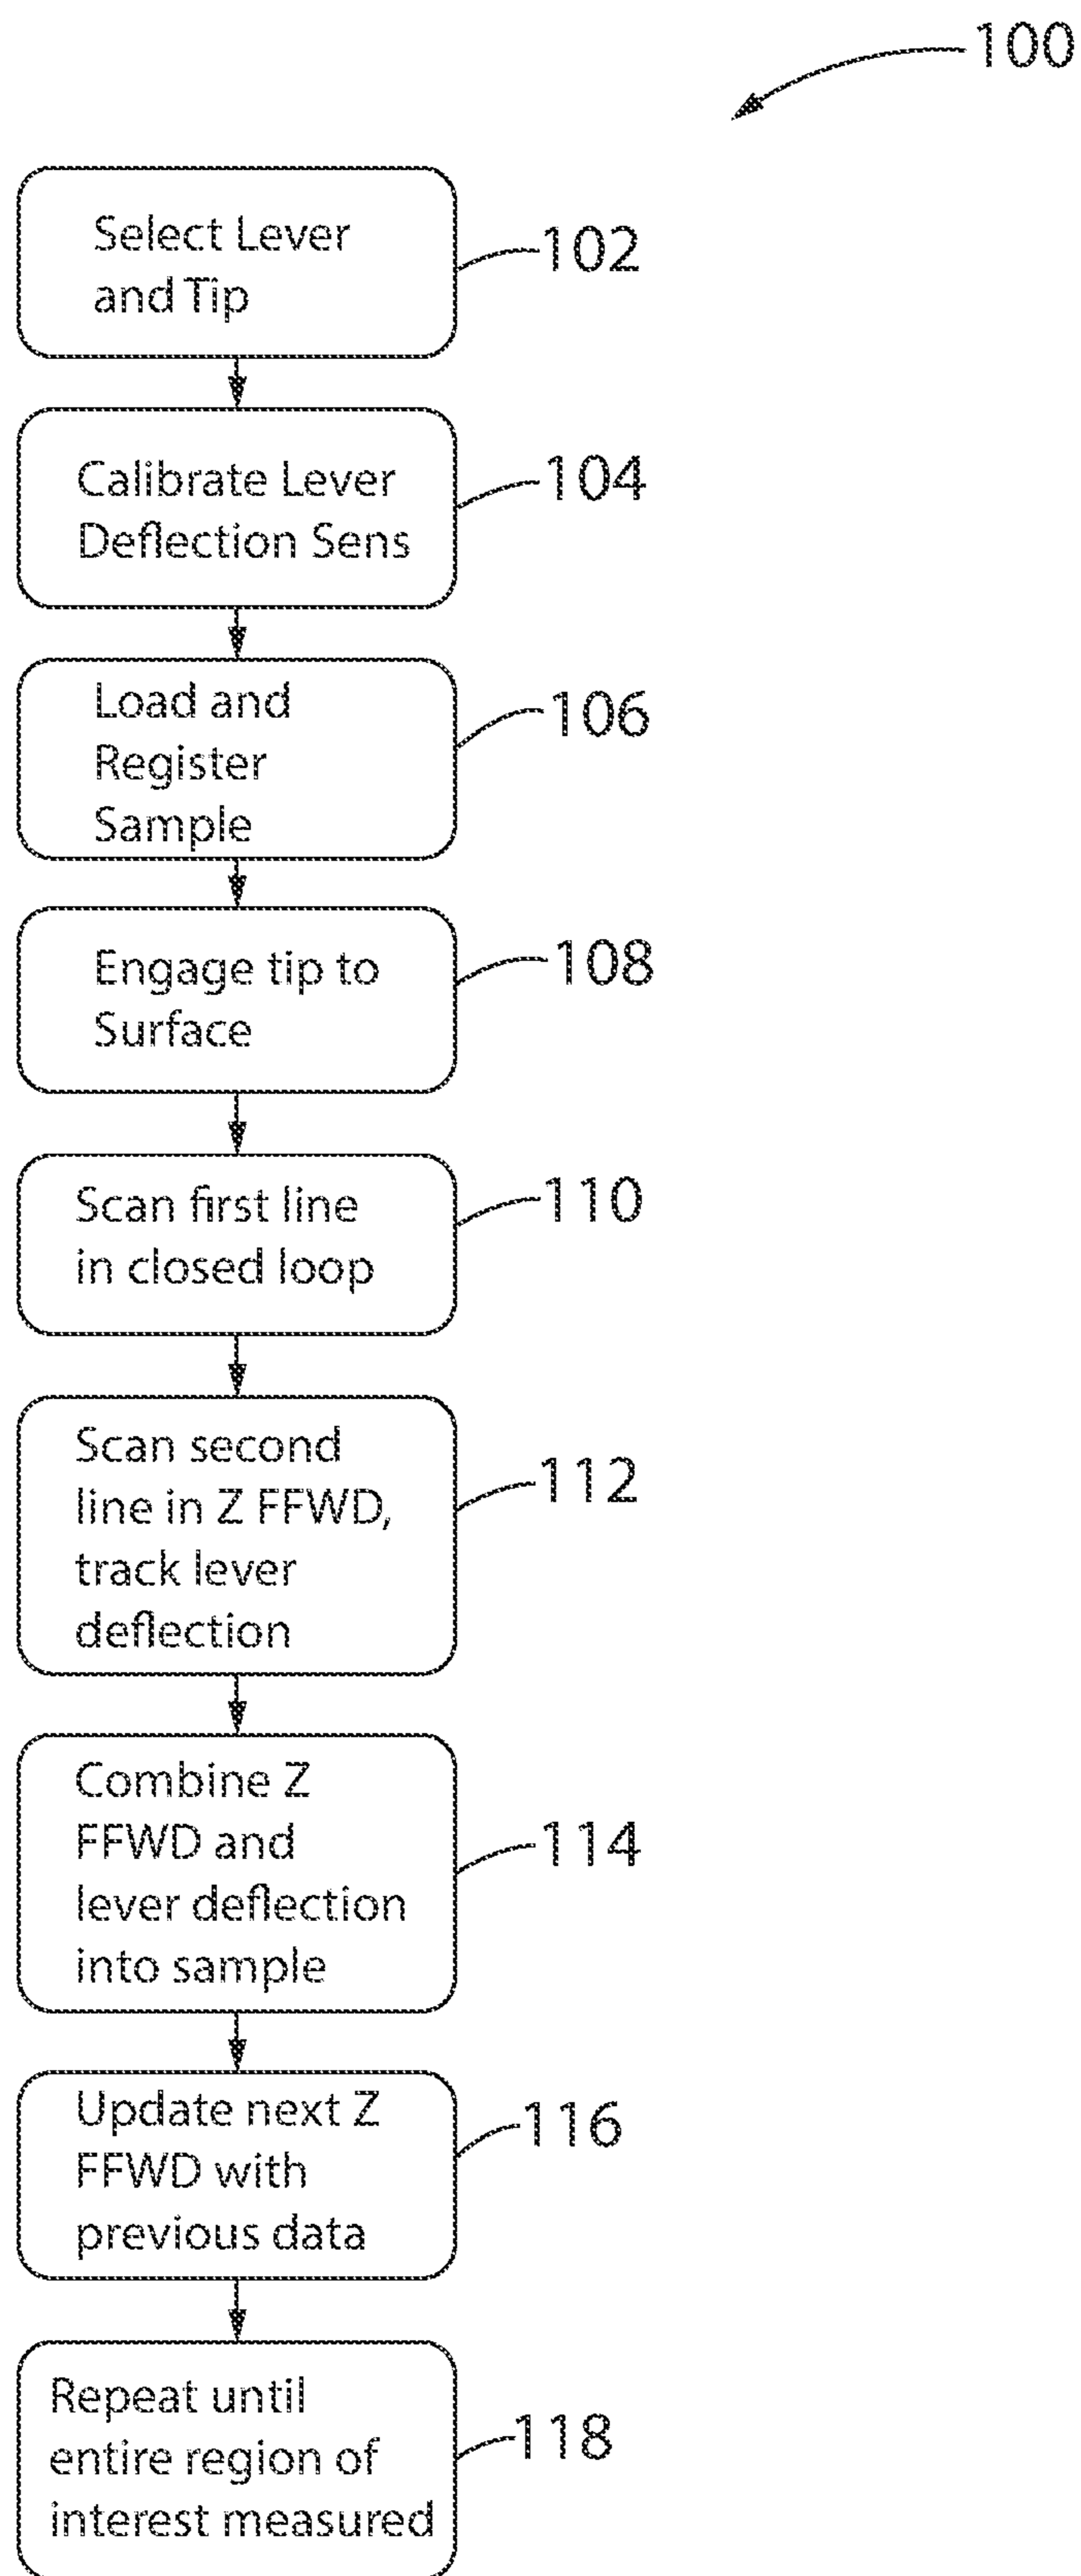 100
Select Lever
and Tip
102
Calibrate Lever
Deflection Sens
104
Load and
Register
Sample
106
Engage tip to
Surface
108
Scan first line
in closed loop
110
Scan second
line in Z FFWD,
track lever
deflection
112
Combine Z
FFWD and
lever deflection
into sample
114
Update next Z
FFWD with
previous data
116
Repeat until
entire region of
interest measured
118